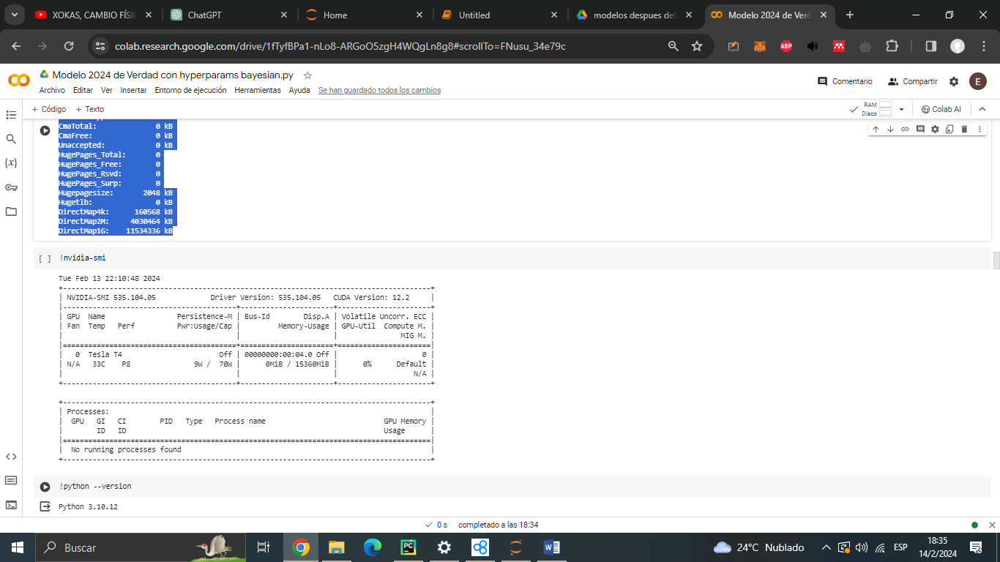 XOKAS, CAMBIO FÍSI
ChatGPT
Home
Untitled
modelos despues del
Modelo 2024 de Verd
colab.research.google.com/drive/1fTyfBPa1-nLo8-ARGoO5zgH4WQgLn8g8#scrollTo=FNusu_34e79c
ABP
Modelo 2024 de Verdad con hyperparams bayesian.py
Comentario
Compartir
E
Archivo Editar Ver Insertar Entorno de ejecución Herramientas Ayuda Se han guardado todos los cambios
+ Código + Texto
RAM
Disco
Colab AI
CmaTotal: 0 kB
CmaFree: 0 kB
Unaccepted: 0 kB
HugePages_Total: 0
HugePages_Free: 0
HugePages_Rsvd: 0
HugePages_Surp: 0
Hugepagesize: 2048 kB
Hugetlb: 0 kB
DirectMap4k: 160568 kB
DirectMap2M: 4030464 kB
DirectMap1G: 11534336 kB
[ ] !nvidia-smi
Tue Feb 13 22:10:48 2024
+---------------------------------------------------------------------------------------+
| NVIDIA-SMI 535.104.05 Driver Version: 535.104.05 CUDA Version: 12.2 |
|-----------------------------------------+----------------------+----------------------+
| GPU Name Persistence-M | Bus-Id Disp.A | Volatile Uncorr. ECC |
| Fan Temp Perf Pwr:Usage/Cap | Memory-Usage | GPU-Util Compute M. |
| | | MIG M. |
|=========================================+======================+======================|
| 0 Tesla T4 Off | 00000000:00:04.0 Off | 0 |
| N/A 33C P8 9W / 70W | 0MiB / 15360MiB | 0% Default |
| | | N/A |
+-----------------------------------------+----------------------+----------------------+
+---------------------------------------------------------------------------------------+
| Processes: |
| GPU GI CI PID Type Process name GPU Memory |
| ID ID Usage |
|=======================================================================================|
| No running processes found |
+---------------------------------------------------------------------------------------+
!python --version
Python 3.10.12
0 s completado a las 18:34
Buscar
PC
W
24°C Nublado
ESP
18:35
14/2/2024